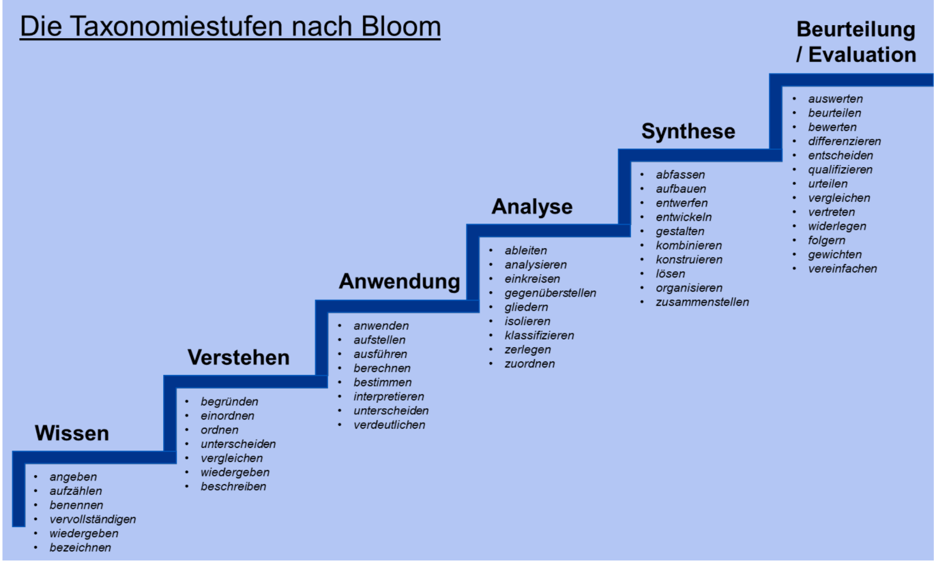 Die Taxonomiestufen nach Bloom
Wissen
• angeben
• aufzählen
• benennen
• vervollständigen
• wiedergeben
• bezeichnen
Verstehen
• begründen
• einordnen
• ordnen
• unterscheiden
• vergleichen
• wiedergeben
• beschreiben
Anwendung
• anwenden
• aufstellen
• ausführen
• berechnen
• bestimmen
• interpretieren
• unterscheiden
• verdeutlichen
Analyse
• ableiten
• analysieren
• einkreisen
• gegenüberstellen
• gliedern
• isolieren
• klassifizieren
• zerlegen
• zuordnen
Synthese
• abfassen
• aufbauen
• entwerfen
• entwickeln
• gestalten
• kombinieren
• konstruieren
• lösen
• organisieren
• zusammenstellen
Beurteilung
/ Evaluation
• auswerten
• beurteilen
• bewerten
• differenzieren
• entscheiden
• qualifizieren
• urteilen
• vergleichen
• vertreten
• widerlegen
• folgern
• gewichten
• vereinfachen